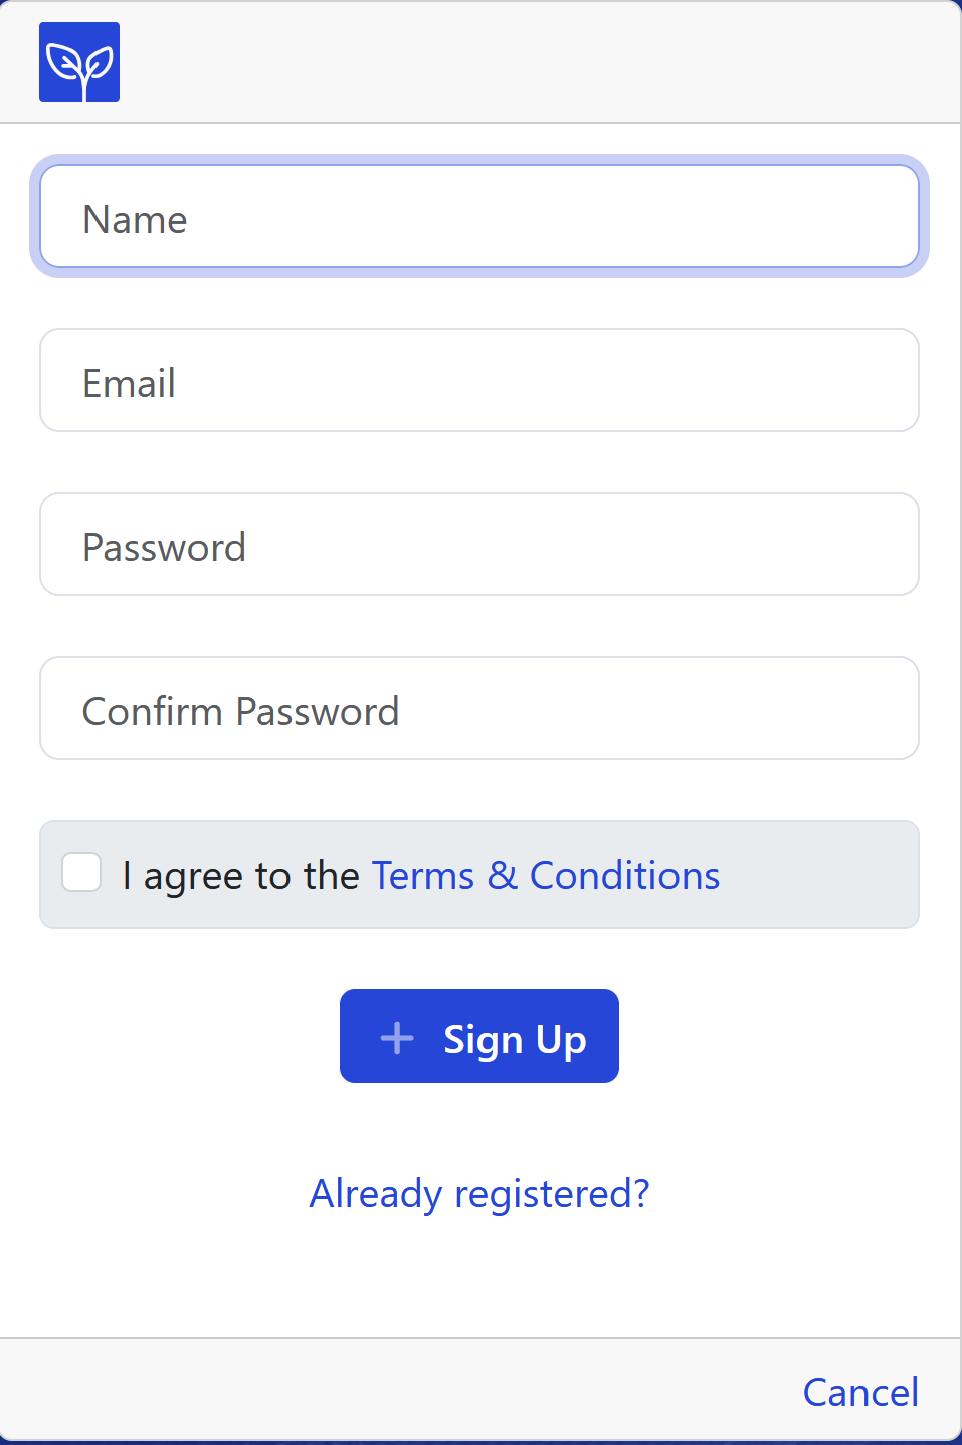 Name
Email
Password
Confirm Password
I agree to the Terms & Conditions
Sign Up
Already registered?
Cancel